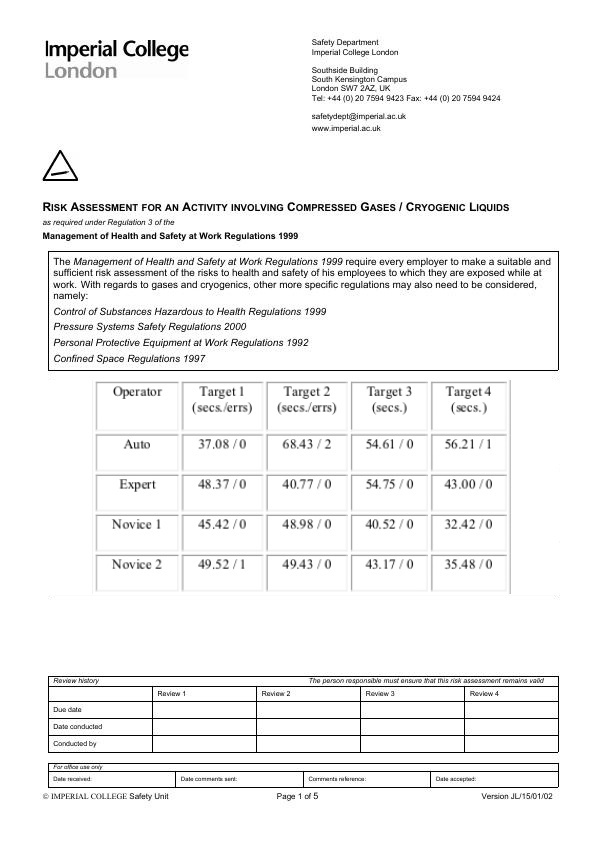 Imperial College
London
Safety Department
Imperial College London
Southside Building
South Kensington Campus
London SW7 2AZ, UK
Tel: +44 (0) 20 7594 9423 Fax: +44 (0) 20 7594 9424
safetydept@imperial.ac.uk
www.imperial.ac.uk
RISK ASSESSMENT FOR AN ACTIVITY INVOLVING COMPRESSED GASES / CRYOGENIC LIQUIDS
as required under Regulation 3 of the
Management of Health and Safety at Work Regulations 1999
The Management of Health and Safety at Work Regulations 1999 require every employer to make a suitable and
sufficient risk assessment of the risks to health and safety of his employees to which they are exposed while at
work. With regards to gases and cryogenics, other more specific regulations may also need to be considered,
namely:
Control of Substances Hazardous to Health Regulations 1999
Pressure Systems Safety Regulations 2000
Personal Protective Equipment at Work Regulations 1992
Confined Space Regulations 1997
Operator Target 1 Target 2 Target 3 Target 4
(secs./errs) (secs./errs) (secs.) (secs.)
Auto 37.08 / 0 68.43 / 2 54.61 / 0 56.21 / 1
Expert 48.37 / 0 40.77 / 0 54.75 / 0 43.00 / 0
Novice 1 45.42 / 0 48.98 / 0 40.52 / 0 32.42 / 0
Novice 2 49.52 / 1 49.43 / 0 43.17 / 0 35.48 / 0
Review history The person responsible must ensure that this risk assessment remains valid
Review 1 Review 2 Review 3 Review 4
Due date
Date conducted
Conducted by
For office use only
Date received: Date comments sent: Comments reference: Date accepted:
© IMPERIAL COLLEGE Safety Unit Page 1 of 5 Version JL/15/01/02